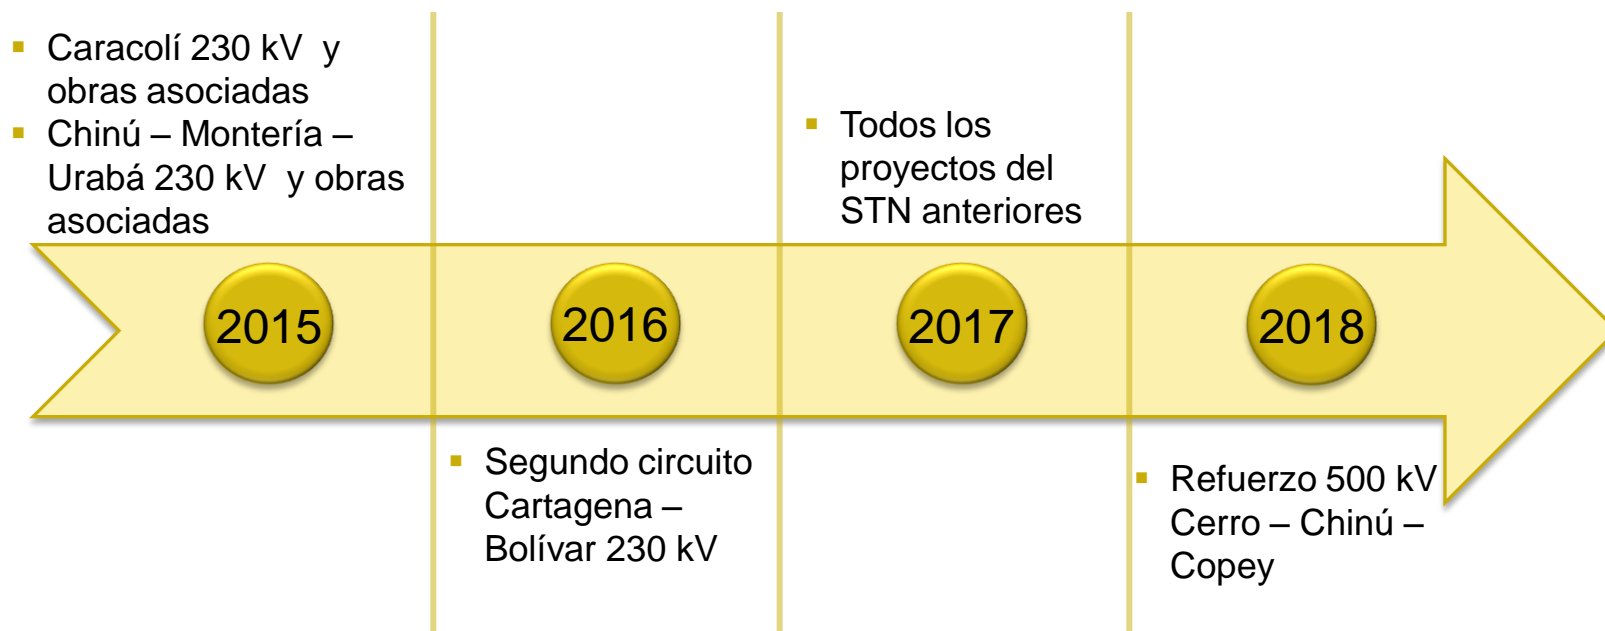 ▪ Caracolí 230 kV y
obras asociadas
▪ Chinú – Montería –
Urabá 230 kV y obras
asociadas
▪ Todos los
proyectos del
STN anteriores
2015
2016
2017
2018
▪ Segundo circuito
Cartagena –
Bolívar 230 kV
▪ Refuerzo 500 kV
Cerro – Chinú –
Copey